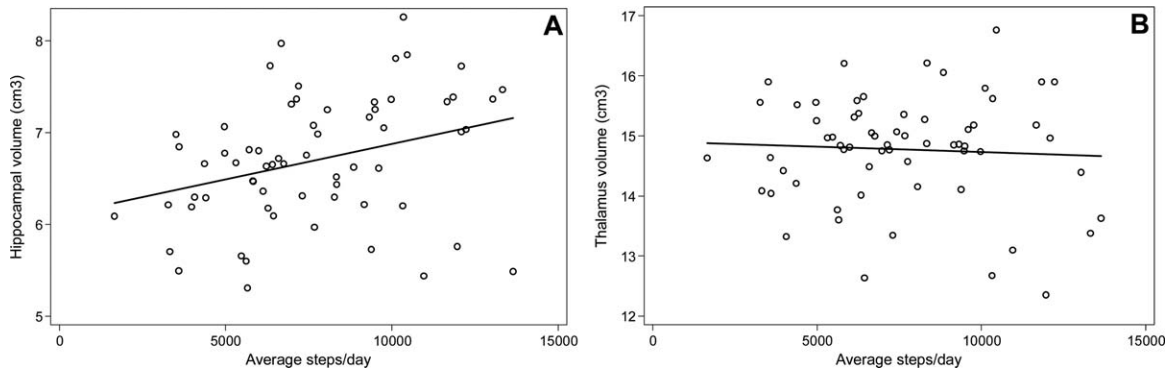 A
Hippocampal volume (cm3)
8
7
6
5
0 5000 10000 15000
Average steps/day
B
Thalamus volume (cm3)
17
16
15
14
13
12
0 5000 10000 15000
Average steps/day